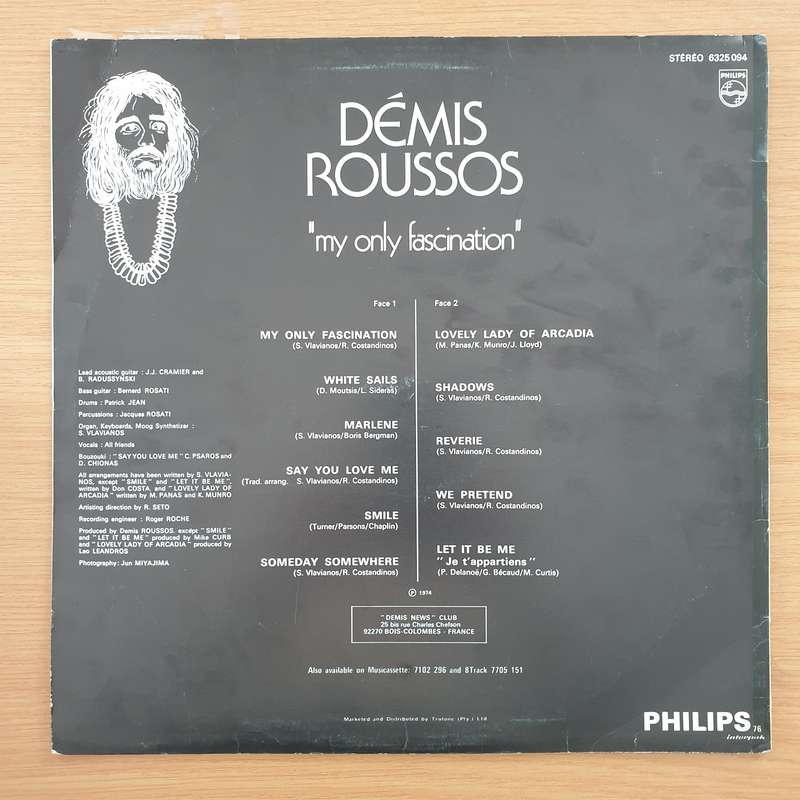 STÉRÉO 6325 094
PHILIPS
DÉMIS
ROUSSOS
"my only fascination"
Face 1
MY ONLY FASCINATION
(S. Vlavianos/R. Costandinos)
WHITE SAILS
(D. Moutsis/L. Sideras)
MARLENE
(S. Vlavianos/Boris Bergman)
SAY YOU LOVE ME
(Trad. arrang. S. Vlavianos/R. Costandinos)
SMILE
(Turner/Parsons/Chaplin)
SOMEDAY SOMEWHERE
(S. Vlavianos/R. Costandinos)
Face 2
LOVELY LADY OF ARCADIA
(M. Panas/K. Munro/J. Lloyd)
SHADOWS
(S. Vlavianos/R. Costandinos)
REVERIE
(S. Vlavianos/R. Costandinos)
WE PRETEND
(S. Vlavianos/R. Costandinos)
LET IT BE ME
"Je t'appartiens"
(P. Delanoë/G. Bécaud/M. Curtis)
Lead acoustic guitar : J.J. CRAMIER and
B. RADUSSYNSKI
Bass guitar : Bernard ROSATI
Drums : Patrick JEAN
Percussions : Jacques ROSATI
Organ, Keyboards, Moog Synthetizer :
S. VLAVIANOS
Vocals : All friends
Bouzouki : "SAY YOU LOVE ME" C. PSAROS and
D. CHIONAS
All arrangements have been written by S. VLAVIA-
NOS, except "SMILE" and "LET IT BE ME",
written by Don COSTA, and "LOVELY LADY OF
ARCADIA" written by M. PANAS and K. MUNRO
Artisting direction by R. SETO
Recording engineer : Roger ROCHE
Produced by Demis ROUSSOS, except "SMILE"
and "LET IT BE ME" produced by Mike CURB
and "LOVELY LADY OF ARCADIA" produced by
Leo LEANDROS
Photography : Jun MIYAJIMA
℗ 1974
"DEMIS NEWS" CLUB
25 bis rue Charles Chefson
92270 BOIS-COLOMBES - FRANCE
Also available on Musicassette: 7102 296 and 8Track 7705 151
Marketed and Distributed by Trutone (Pty.) Ltd
PHILIPS
76
interpak